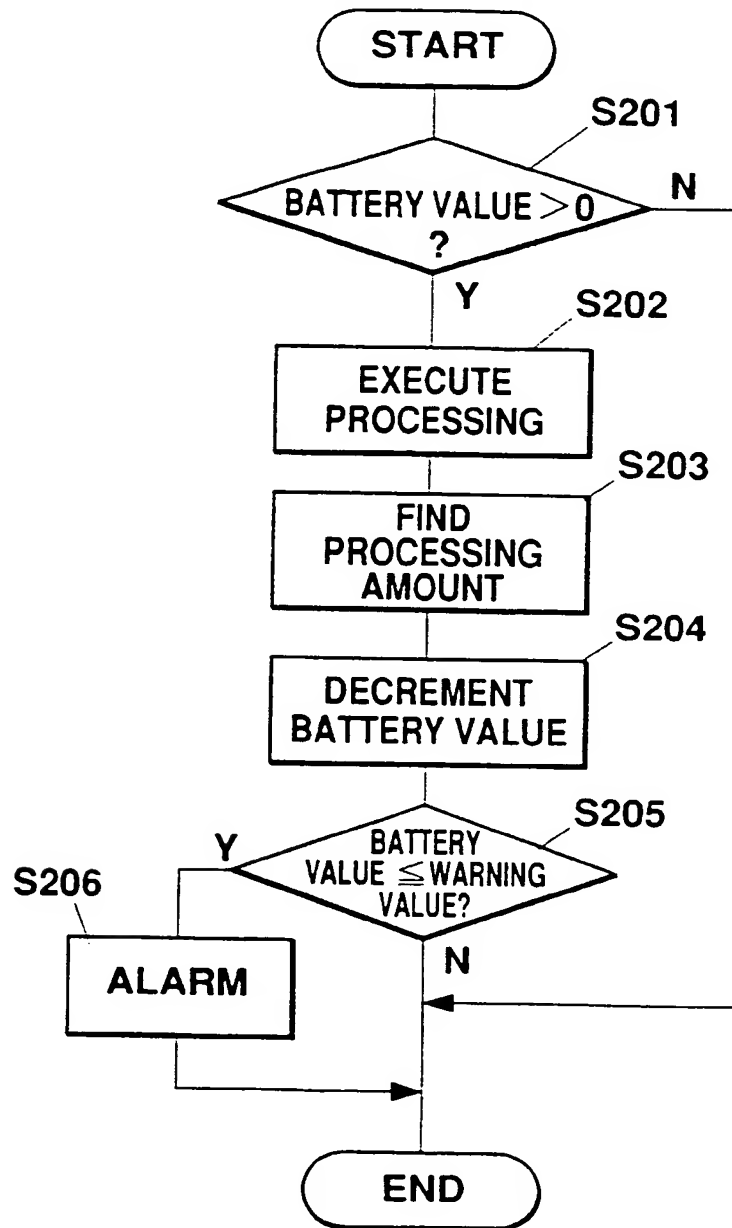 START
S201
BATTERY VALUE >0
?
N
Y
S202
EXECUTE
PROCESSING
S203
FIND
PROCESSING
AMOUNT
S204
DECREMENT
BATTERY VALUE
S205
BATTERY
VALUE ≦ WARNING
VALUE?
Y
S206
N
ALARM
END